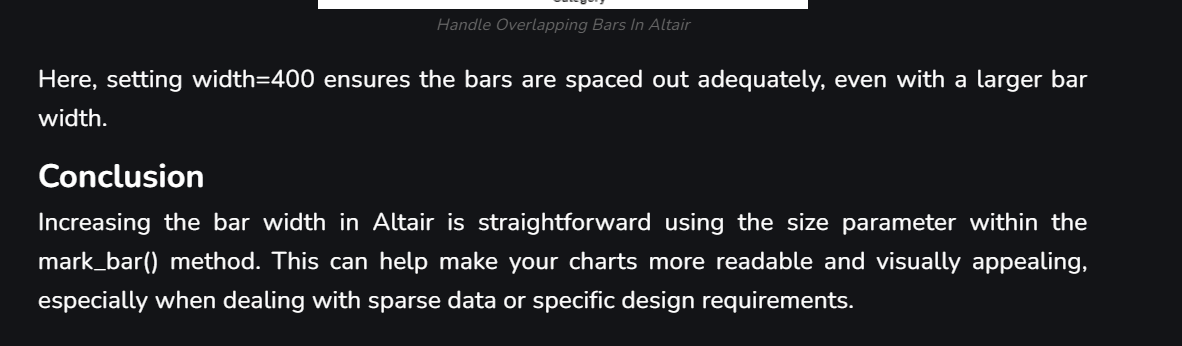 Category
Handle Overlapping Bars In Altair
Here, setting width=400 ensures the bars are spaced out adequately, even with a larger bar
width.
Conclusion
Increasing the bar width in Altair is straightforward using the size parameter within the
mark_bar() method. This can help make your charts more readable and visually appealing,
especially when dealing with sparse data or specific design requirements.